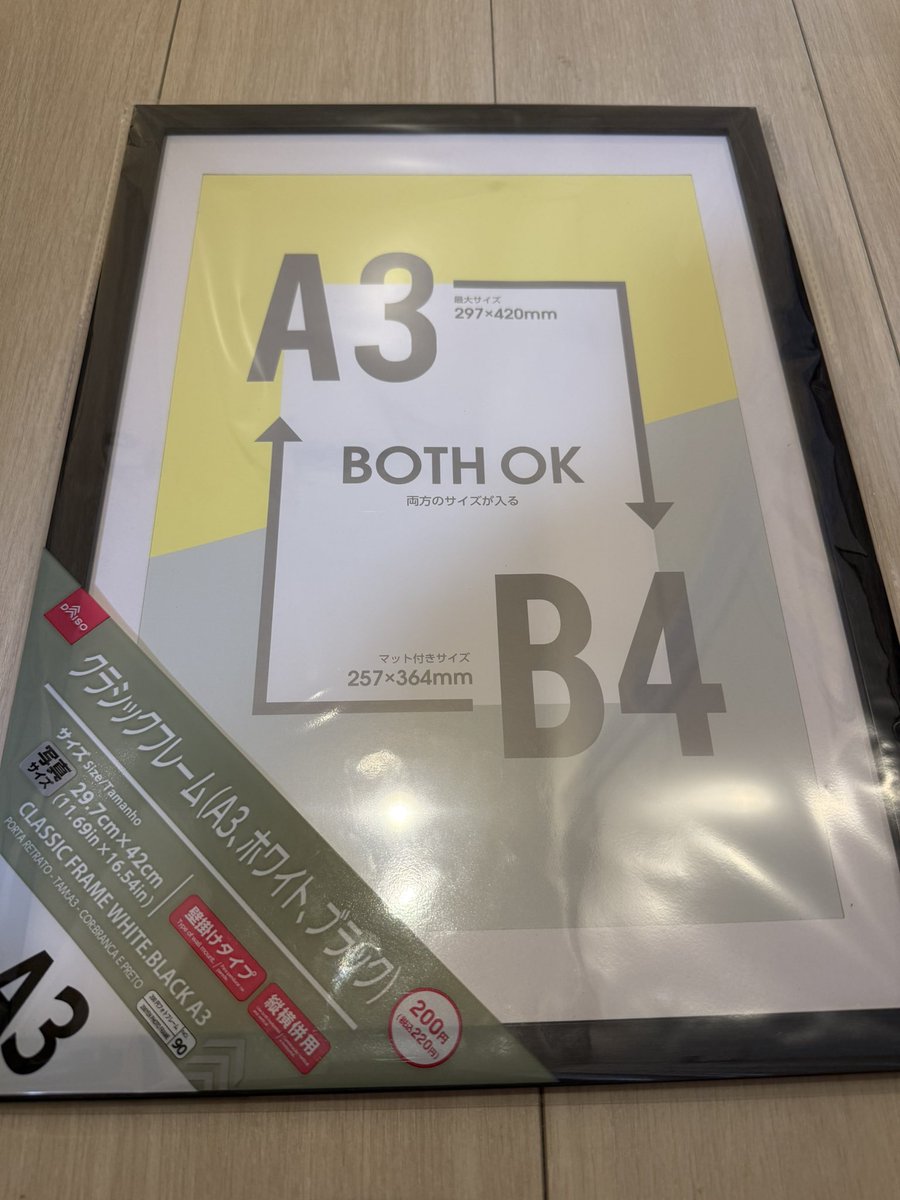 A3
最大サイズ
297×420mm
BOTH OK
両方のサイズが入る
B4
マット付きサイズ
257×364mm
DAISO
クラシックフレーム(A3、ホワイト、ブラック)
写真
サイズ
サイズ Size/Tamanho
29.7cm×42cm
(11.69in×16.54in)
CLASSIC FRAME WHITE.BLACK A3
PORTA RETRATO - TAM:A3 - COR:BRANCA E PRETO
壁掛けタイプ
縦横併用
200円
(税込220円)
NO.
90
A3